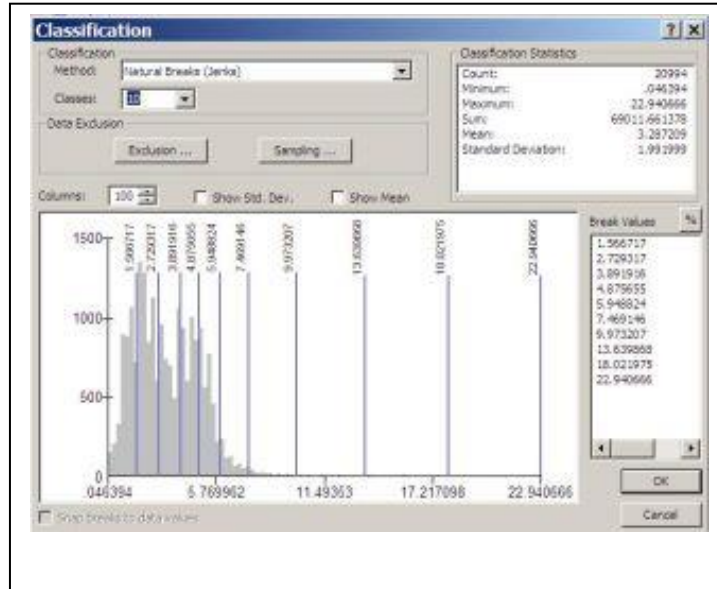 Classification
Classification
Method: Natural Breaks (Jenks)
Classes: 10
Data Exclusion
Exclusion ...
Sampling ...
Classification Statistics
Count: 20994
Minimum: .046394
Maximum: 22.940666
Sum: 69011.661378
Mean: 3.287209
Standard Deviation: 1.991999
Columns: 100
Show Std. Dev.
Show Mean
1500
1000
500
0
1.566717
2.729317
3.891916
4.875655
5.948824
7.469146
9.973207
13.639868
18.021975
22.940666
.046394
5.769962
11.49353
17.217098
22.940666
Break Values
%
1.566717
2.729317
3.891916
4.875655
5.948824
7.469146
9.973207
13.639868
18.021975
22.940666
OK
Cancel
Snap breaks to data values